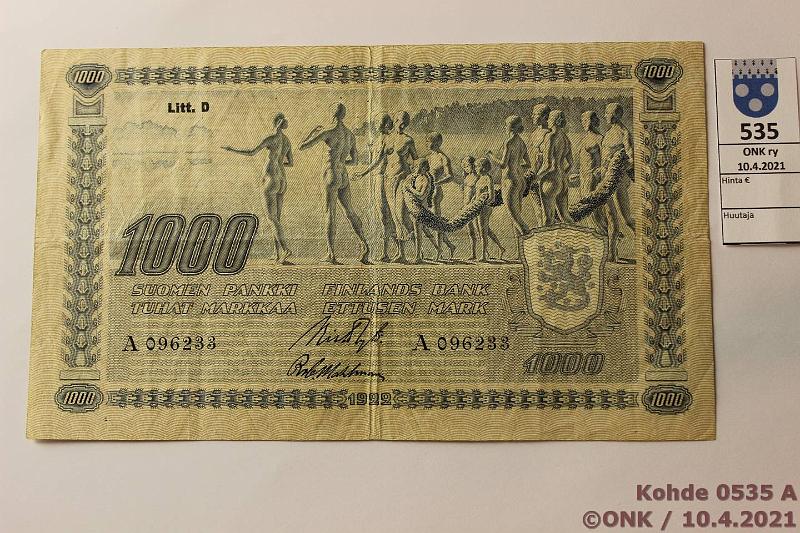 1000 1000
Litt. D
1000
SUOMEN PANKKI FINLANDS BANK
TUHAT MARKKAA ETTUSEN MARK
A 096233 A 096233
1000
1000 1922 1000
535
ONK ry
10.4.2021
Hinta €
Huutaja
Kohde 0535 A
©ONK / 10.4.2021